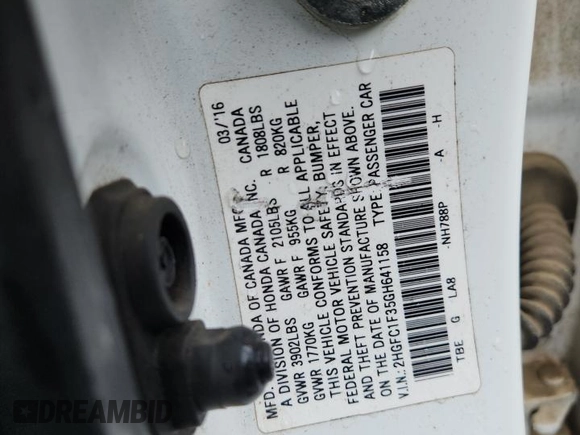 MFD. BY HONDA OF CANADA MFG., INC. CANADA 03/'16
A DIVISION OF HONDA CANADA INC.
GVWR 3902LBS GAWR F 2105LBS R 1808LBS
GVWR 1770KG GAWR F 955KG R 820KG
THIS VEHICLE CONFORMS TO ALL APPLICABLE
FEDERAL MOTOR VEHICLE SAFETY, BUMPER,
AND THEFT PREVENTION STANDARDS IN EFFECT
ON THE DATE OF MANUFACTURE SHOWN ABOVE.
V.I.N.: 2HGFC1F35GH641158 TYPE: PASSENGER CAR
TBE G LA8 -NH788P -A -H
DREAMBID